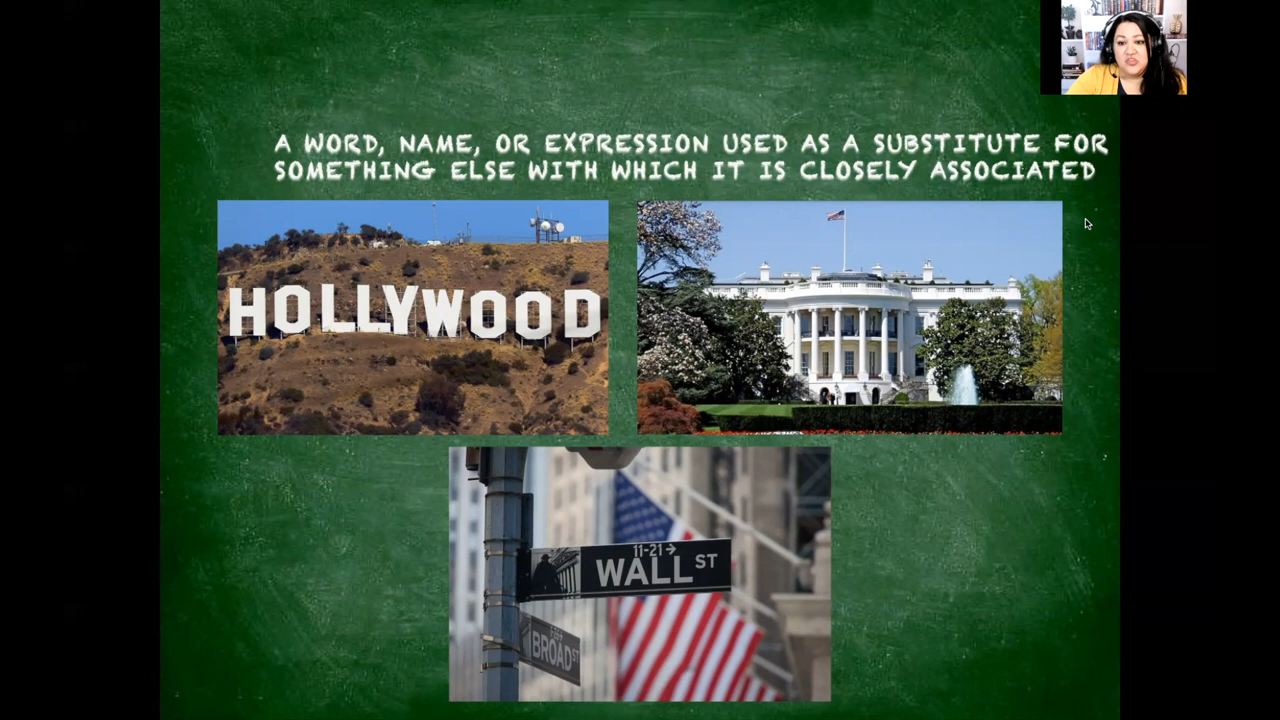 A WORD, NAME, OR EXPRESSION USED AS A SUBSTITUTE FOR
SOMETHING ELSE WITH WHICH IT IS CLOSELY ASSOCIATED
HOLLYWOOD
11-21→
WALL ST
BROAD ST